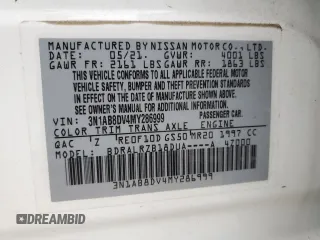 MANUFACTURED BY NISSAN MOTOR CO., LTD.
DATE: 05/21. GVWR: 4001 LBS
GAWR FR 2161 LBS GAWR RR: 1863 LBS
THIS VEHICLE CONFORMS TO ALL APPLICABLE FEDERAL MOTOR
VEHICLE SAFETY, BUMPER AND THEFT PREVENTION STANDARDS
IN EFFECT ON THE DATE OF MANUFACTURE SHOWN ABOVE.
SEE OWNER'S MANUAL FOR ADDITIONAL INFORMATION.
VIN: 3N1AB8DV4MY286999 PASSENGER CAR.
COLOR TRIM TRANS AXLE ENGINE
QAC Z RE0F10D GS50 MR20 1997 CC
MODEL: BDRALRZB18DUA----A 47000
3N1AB8DV4MY286999
DREAMBID